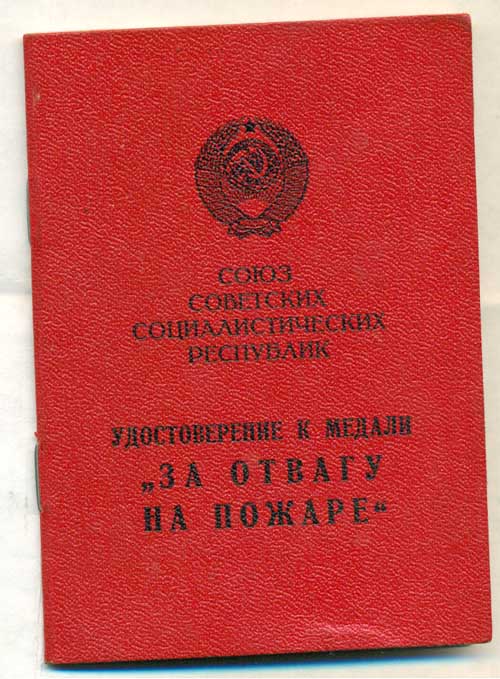 СОЮЗ
СОВЕТСКИХ
СОЦИАЛИСТИЧЕСКИХ
РЕСПУБЛИК
УДОСТОВЕРЕНИЕ К МЕДАЛИ
„ЗА ОТВАГУ
НА ПОЖАРЕ“